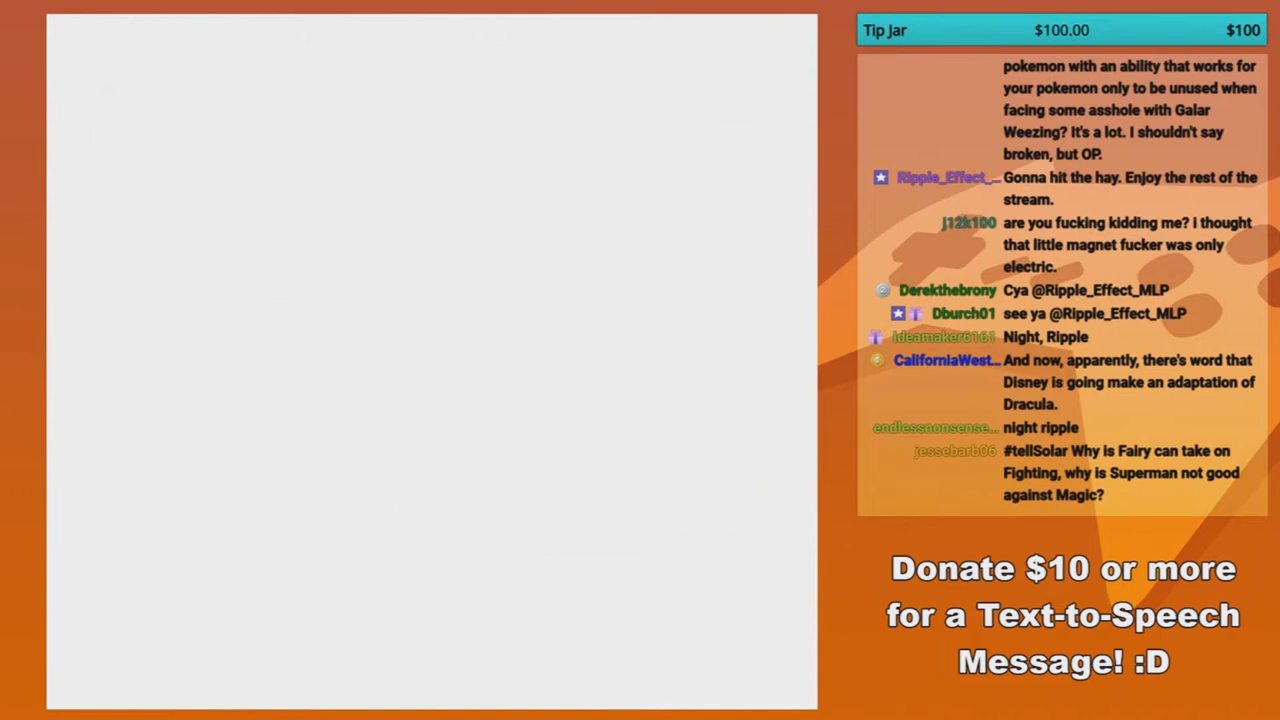 Tip Jar $100.00 $100
pokemon with an ability that works for
your pokemon only to be unused when
facing some asshole with Galar
Weezing? It's a lot. I shouldn't say
broken, but OP.
Ripple_Effect_... Gonna hit the hay. Enjoy the rest of the
stream.
j12k100 are you fucking kidding me? i thought
that little magnet fucker was only
electric.
Derekthebrony Cya @Ripple_Effect_MLP
Dburch01 see ya @Ripple_Effect_MLP
ideamaker6161 Night, Ripple
CaliforniaWest... And now, apparently, there's word that
Disney is going make an adaptation of
Dracula.
endlessnonsense... night ripple
jessebarb06 #tellSolar Why is Fairy can take on
Fighting, why is Superman not good
against Magic?
Donate $10 or more
for a Text-to-Speech
Message! :D